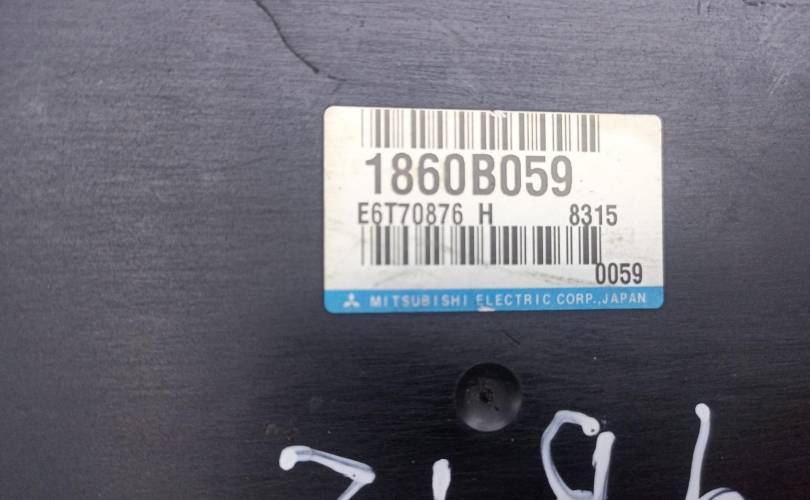 1860B059
E6T70876 H 8315
0059
MITSUBISHI ELECTRIC CORP.,JAPAN